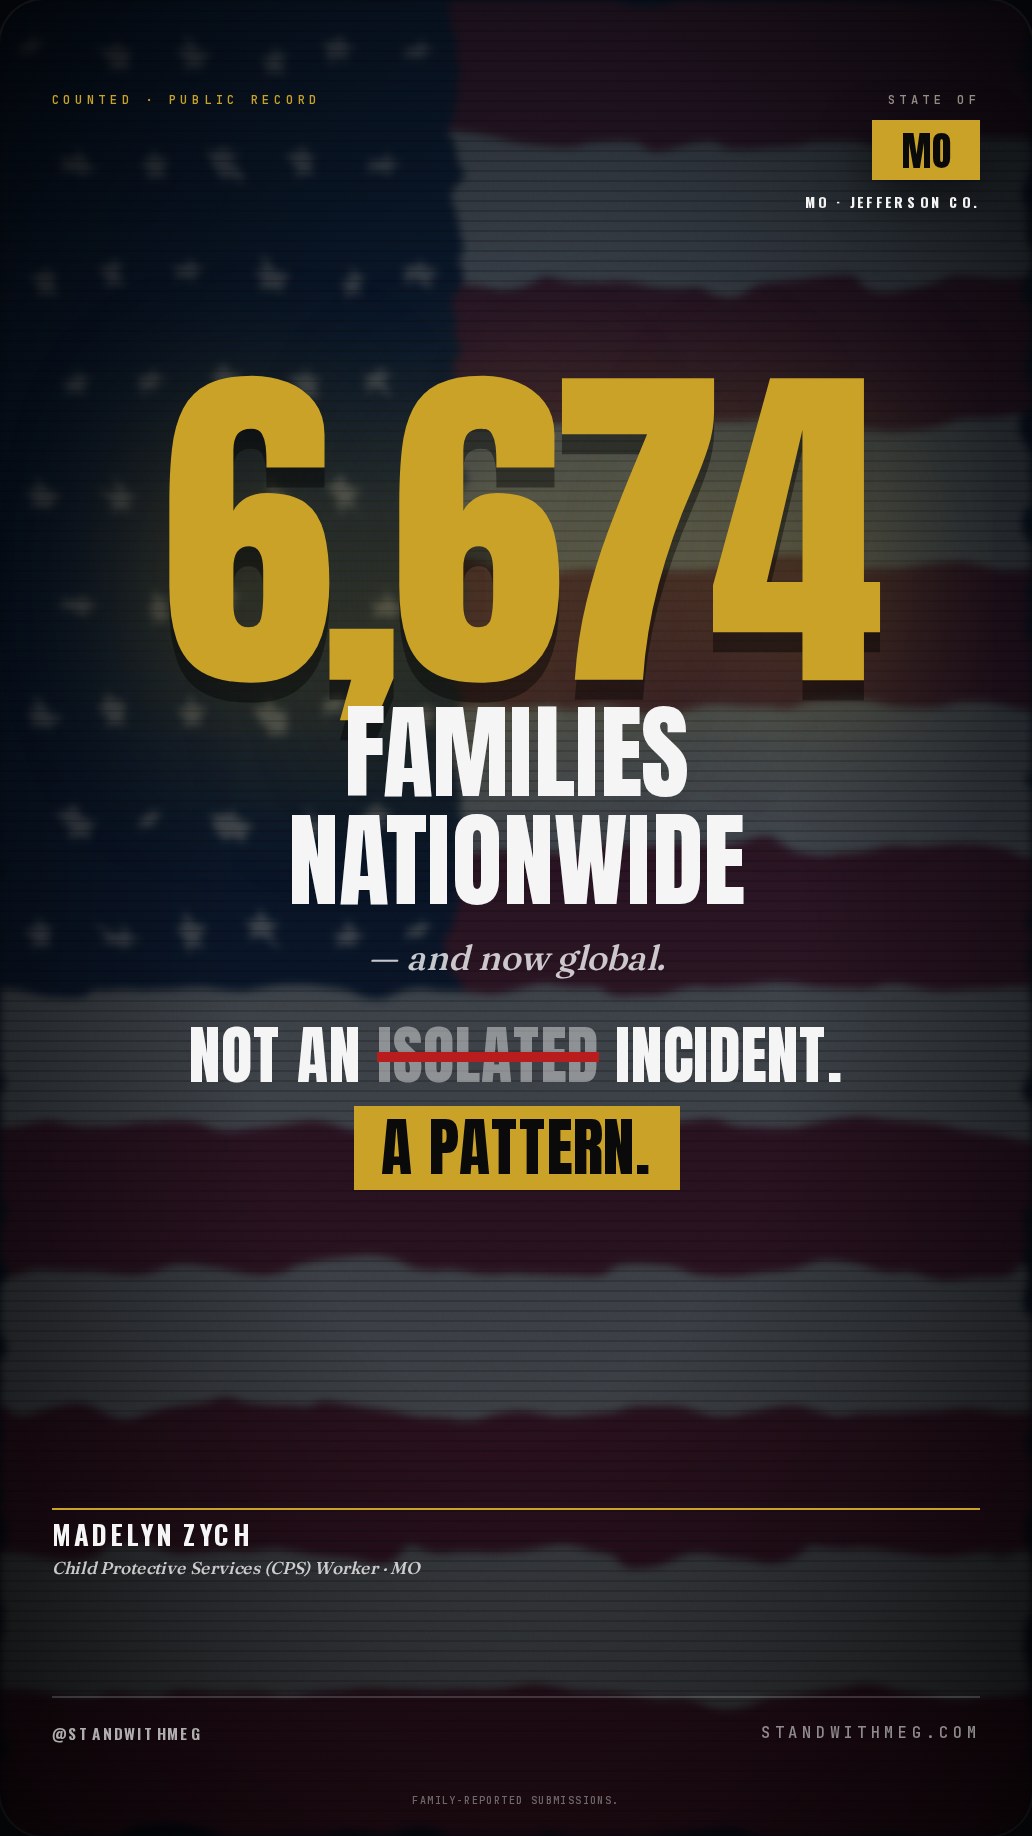 COUNTED · PUBLIC RECORD
STATE OF
MO
MO · JEFFERSON CO.
6,674
FAMILIES
NATIONWIDE
— and now global.
NOT AN ISOLATED INCIDENT.
A PATTERN.
MADELYN ZYCH
Child Protective Services (CPS) Worker · MO
@STANDWITHMEG
STANDWITHMEG.COM
FAMILY-REPORTED SUBMISSIONS.